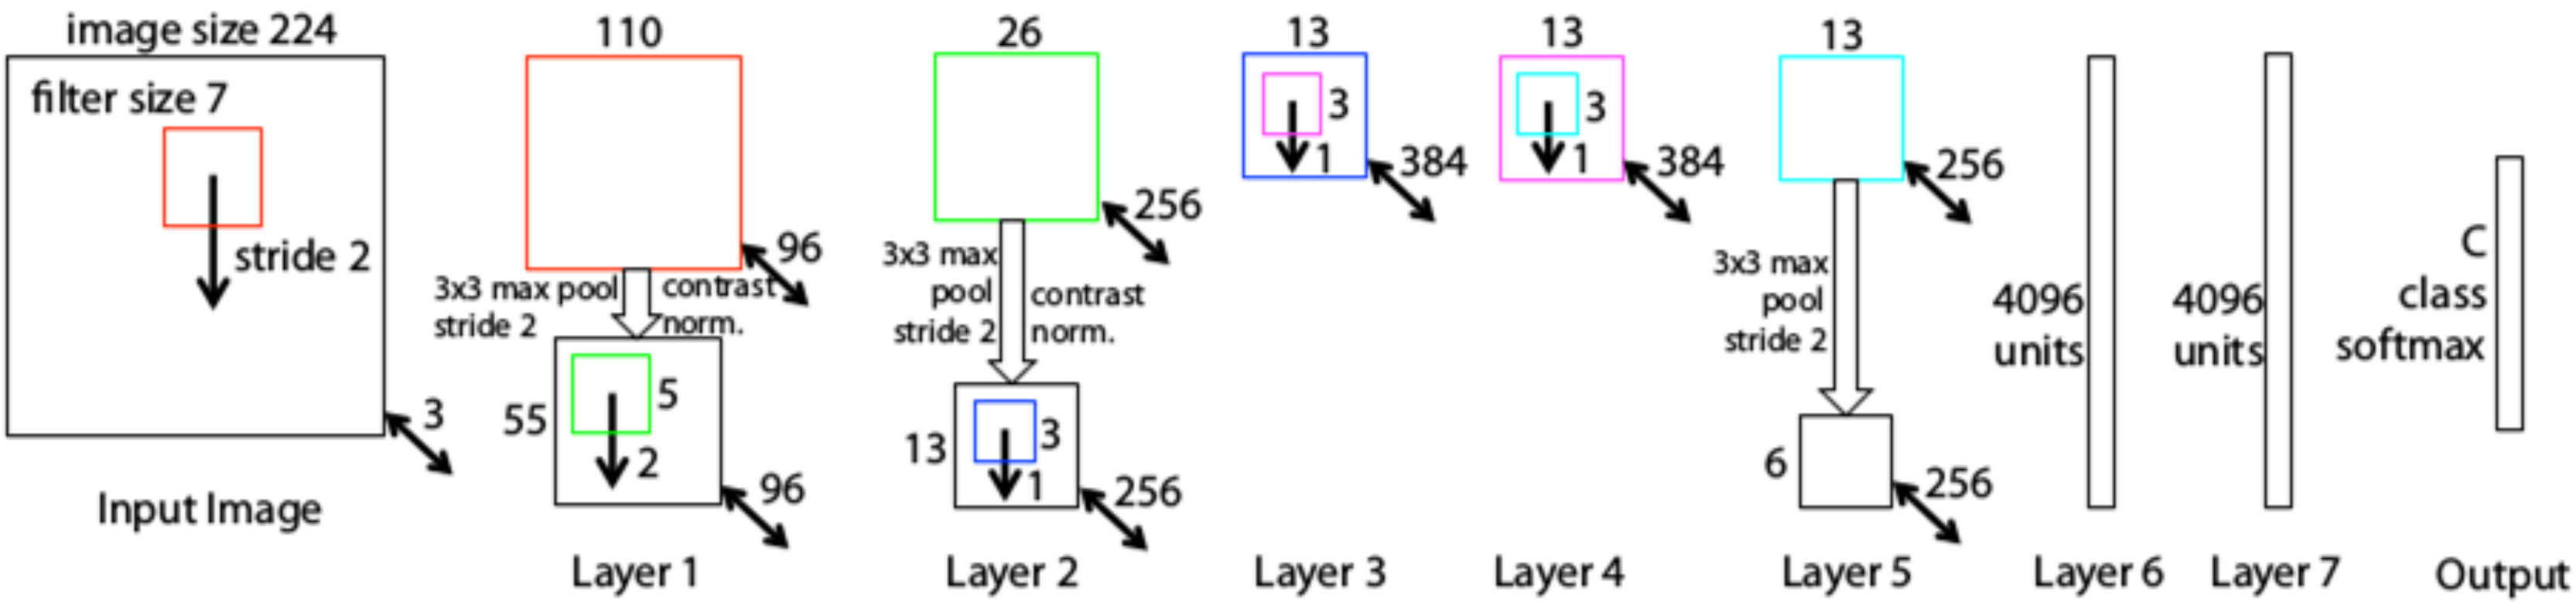 image size 224
filter size 7
stride 2
3
Input Image
110
96
3x3 max pool
stride 2
contrast
norm.
55
5
2
96
Layer 1
26
256
3x3 max
pool
stride 2
contrast
norm.
13
3
1
256
Layer 2
13
3
1
384
Layer 3
13
3
1
384
Layer 4
13
256
3x3 max
pool
stride 2
6
256
Layer 5
4096
units
Layer 6
4096
units
Layer 7
C
class
softmax
Output